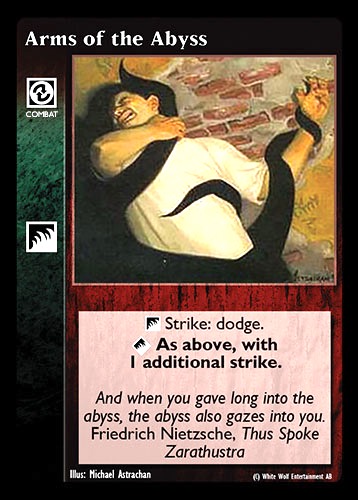 Arms of the Abyss
COMBAT
Strike: dodge.
As above, with
1 additional strike.
And when you gave long into the
abyss, the abyss also gazes into you.
Friedrich Nietzsche, Thus Spoke
Zarathustra
Illus: Michael Astrachan
(C) White Wolf Entertainment AB